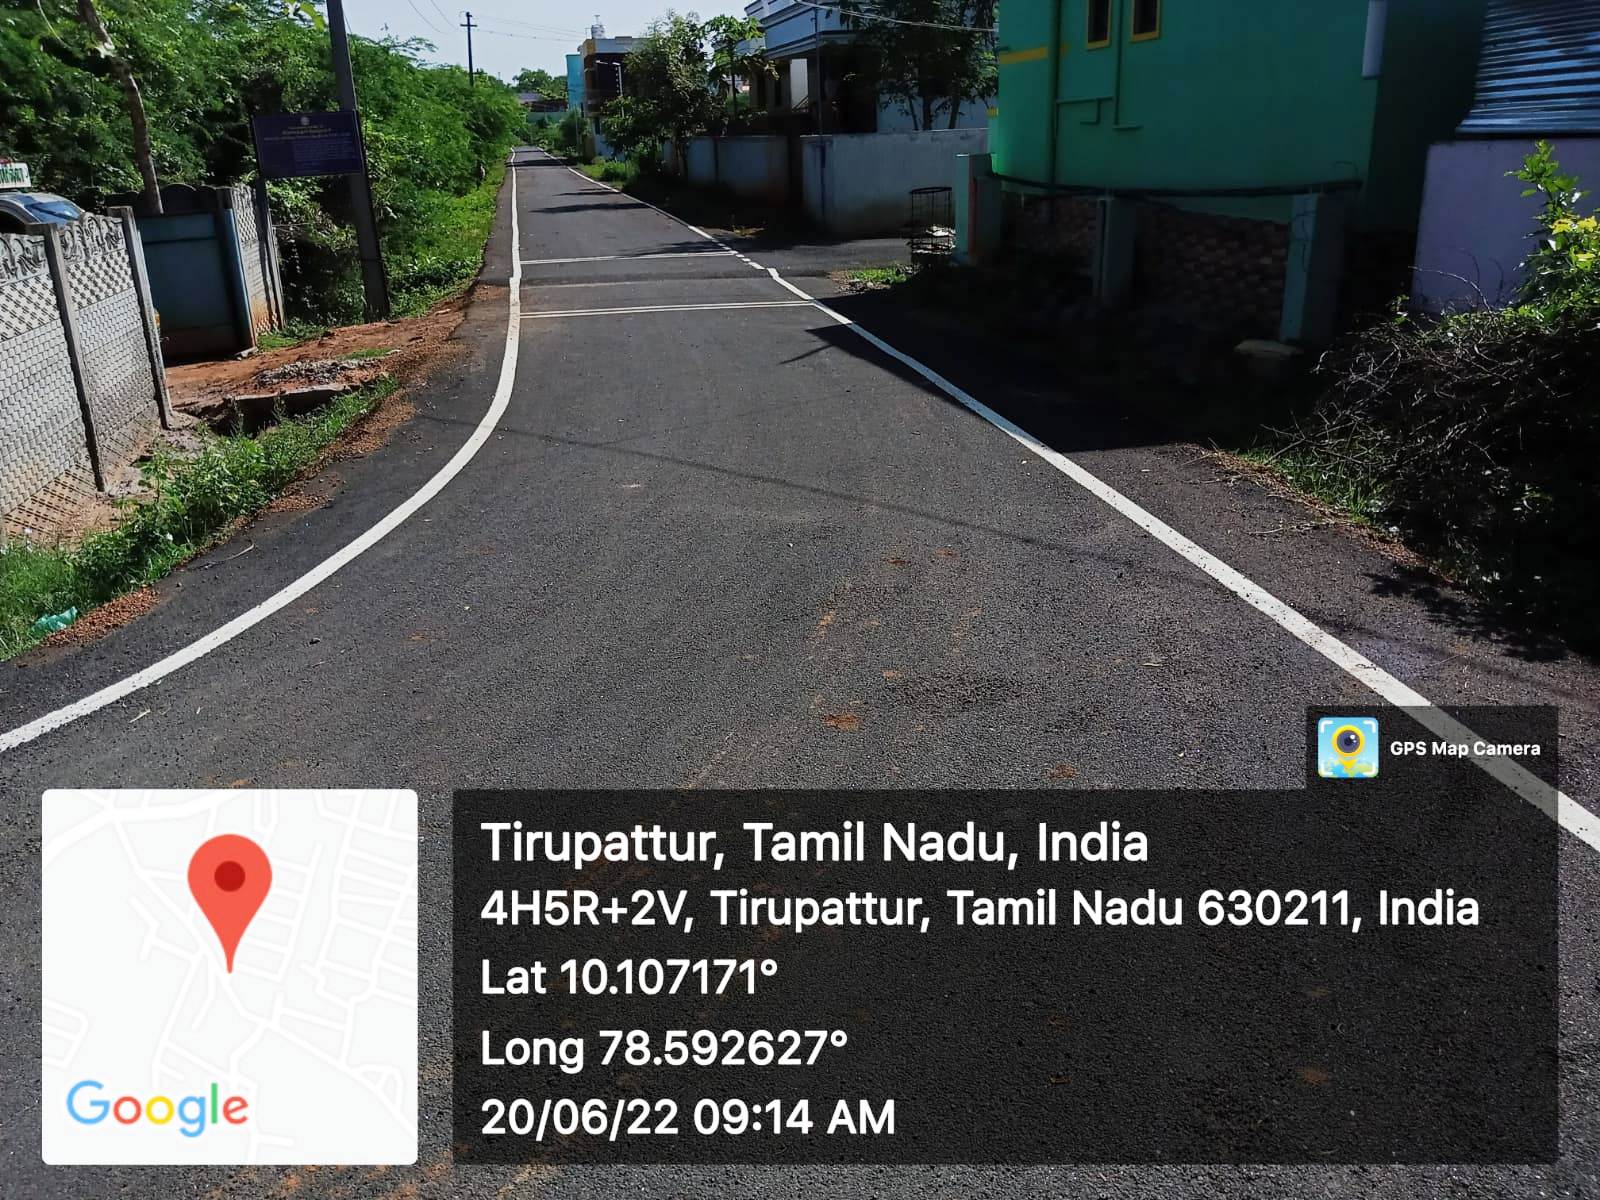 GPS Map Camera
Tirupattur, Tamil Nadu, India
4H5R+2V, Tirupattur, Tamil Nadu 630211, India
Lat 10.107171°
Long 78.592627°
20/06/22 09:14 AM
Google